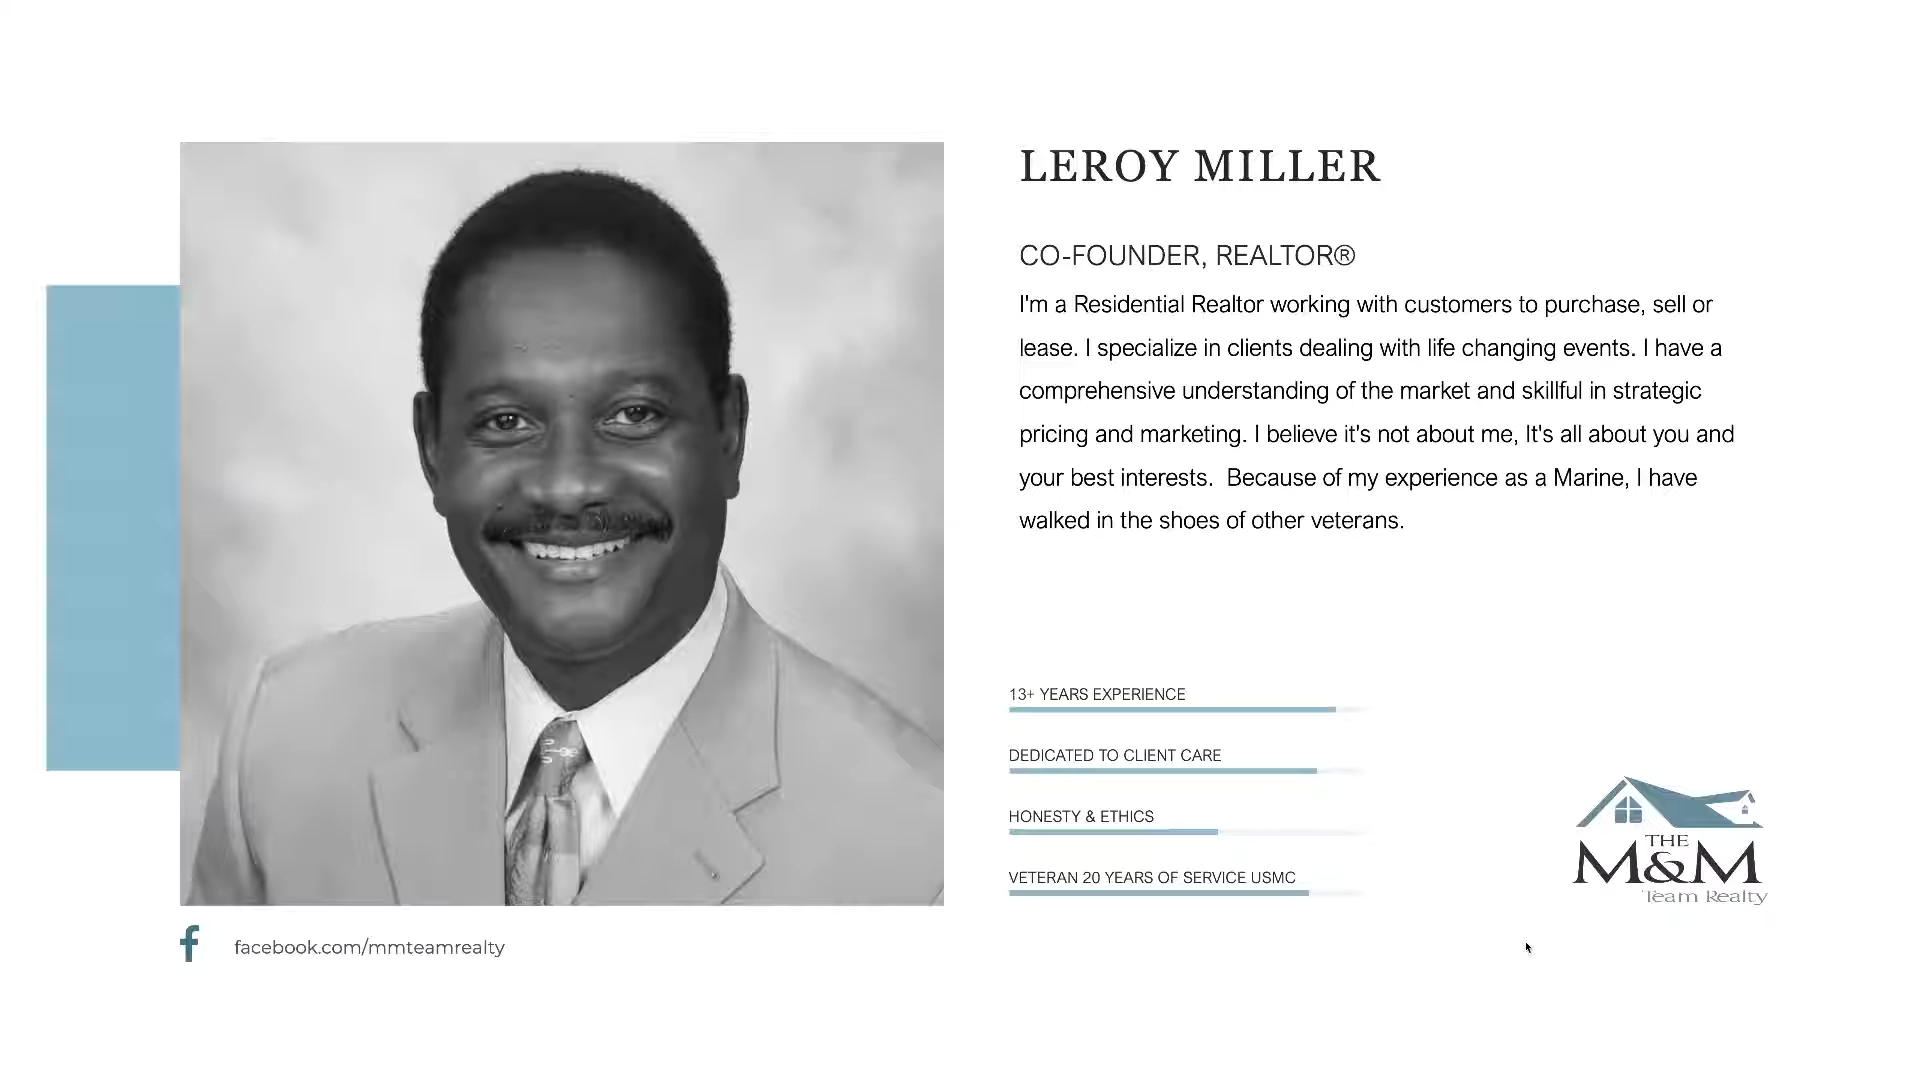 LEROY MILLER
CO-FOUNDER, REALTOR®
I'm a Residential Realtor working with customers to purchase, sell or
lease. I specialize in clients dealing with life changing events. I have a
comprehensive understanding of the market and skillful in strategic
pricing and marketing. I believe it's not about me, It's all about you and
your best interests.  Because of my experience as a Marine, I have
walked in the shoes of other veterans.
13+ YEARS EXPERIENCE
DEDICATED TO CLIENT CARE
HONESTY & ETHICS
VETERAN 20 YEARS OF SERVICE USMC
THE
M&M
Team Realty
facebook.com/mmteamrealty